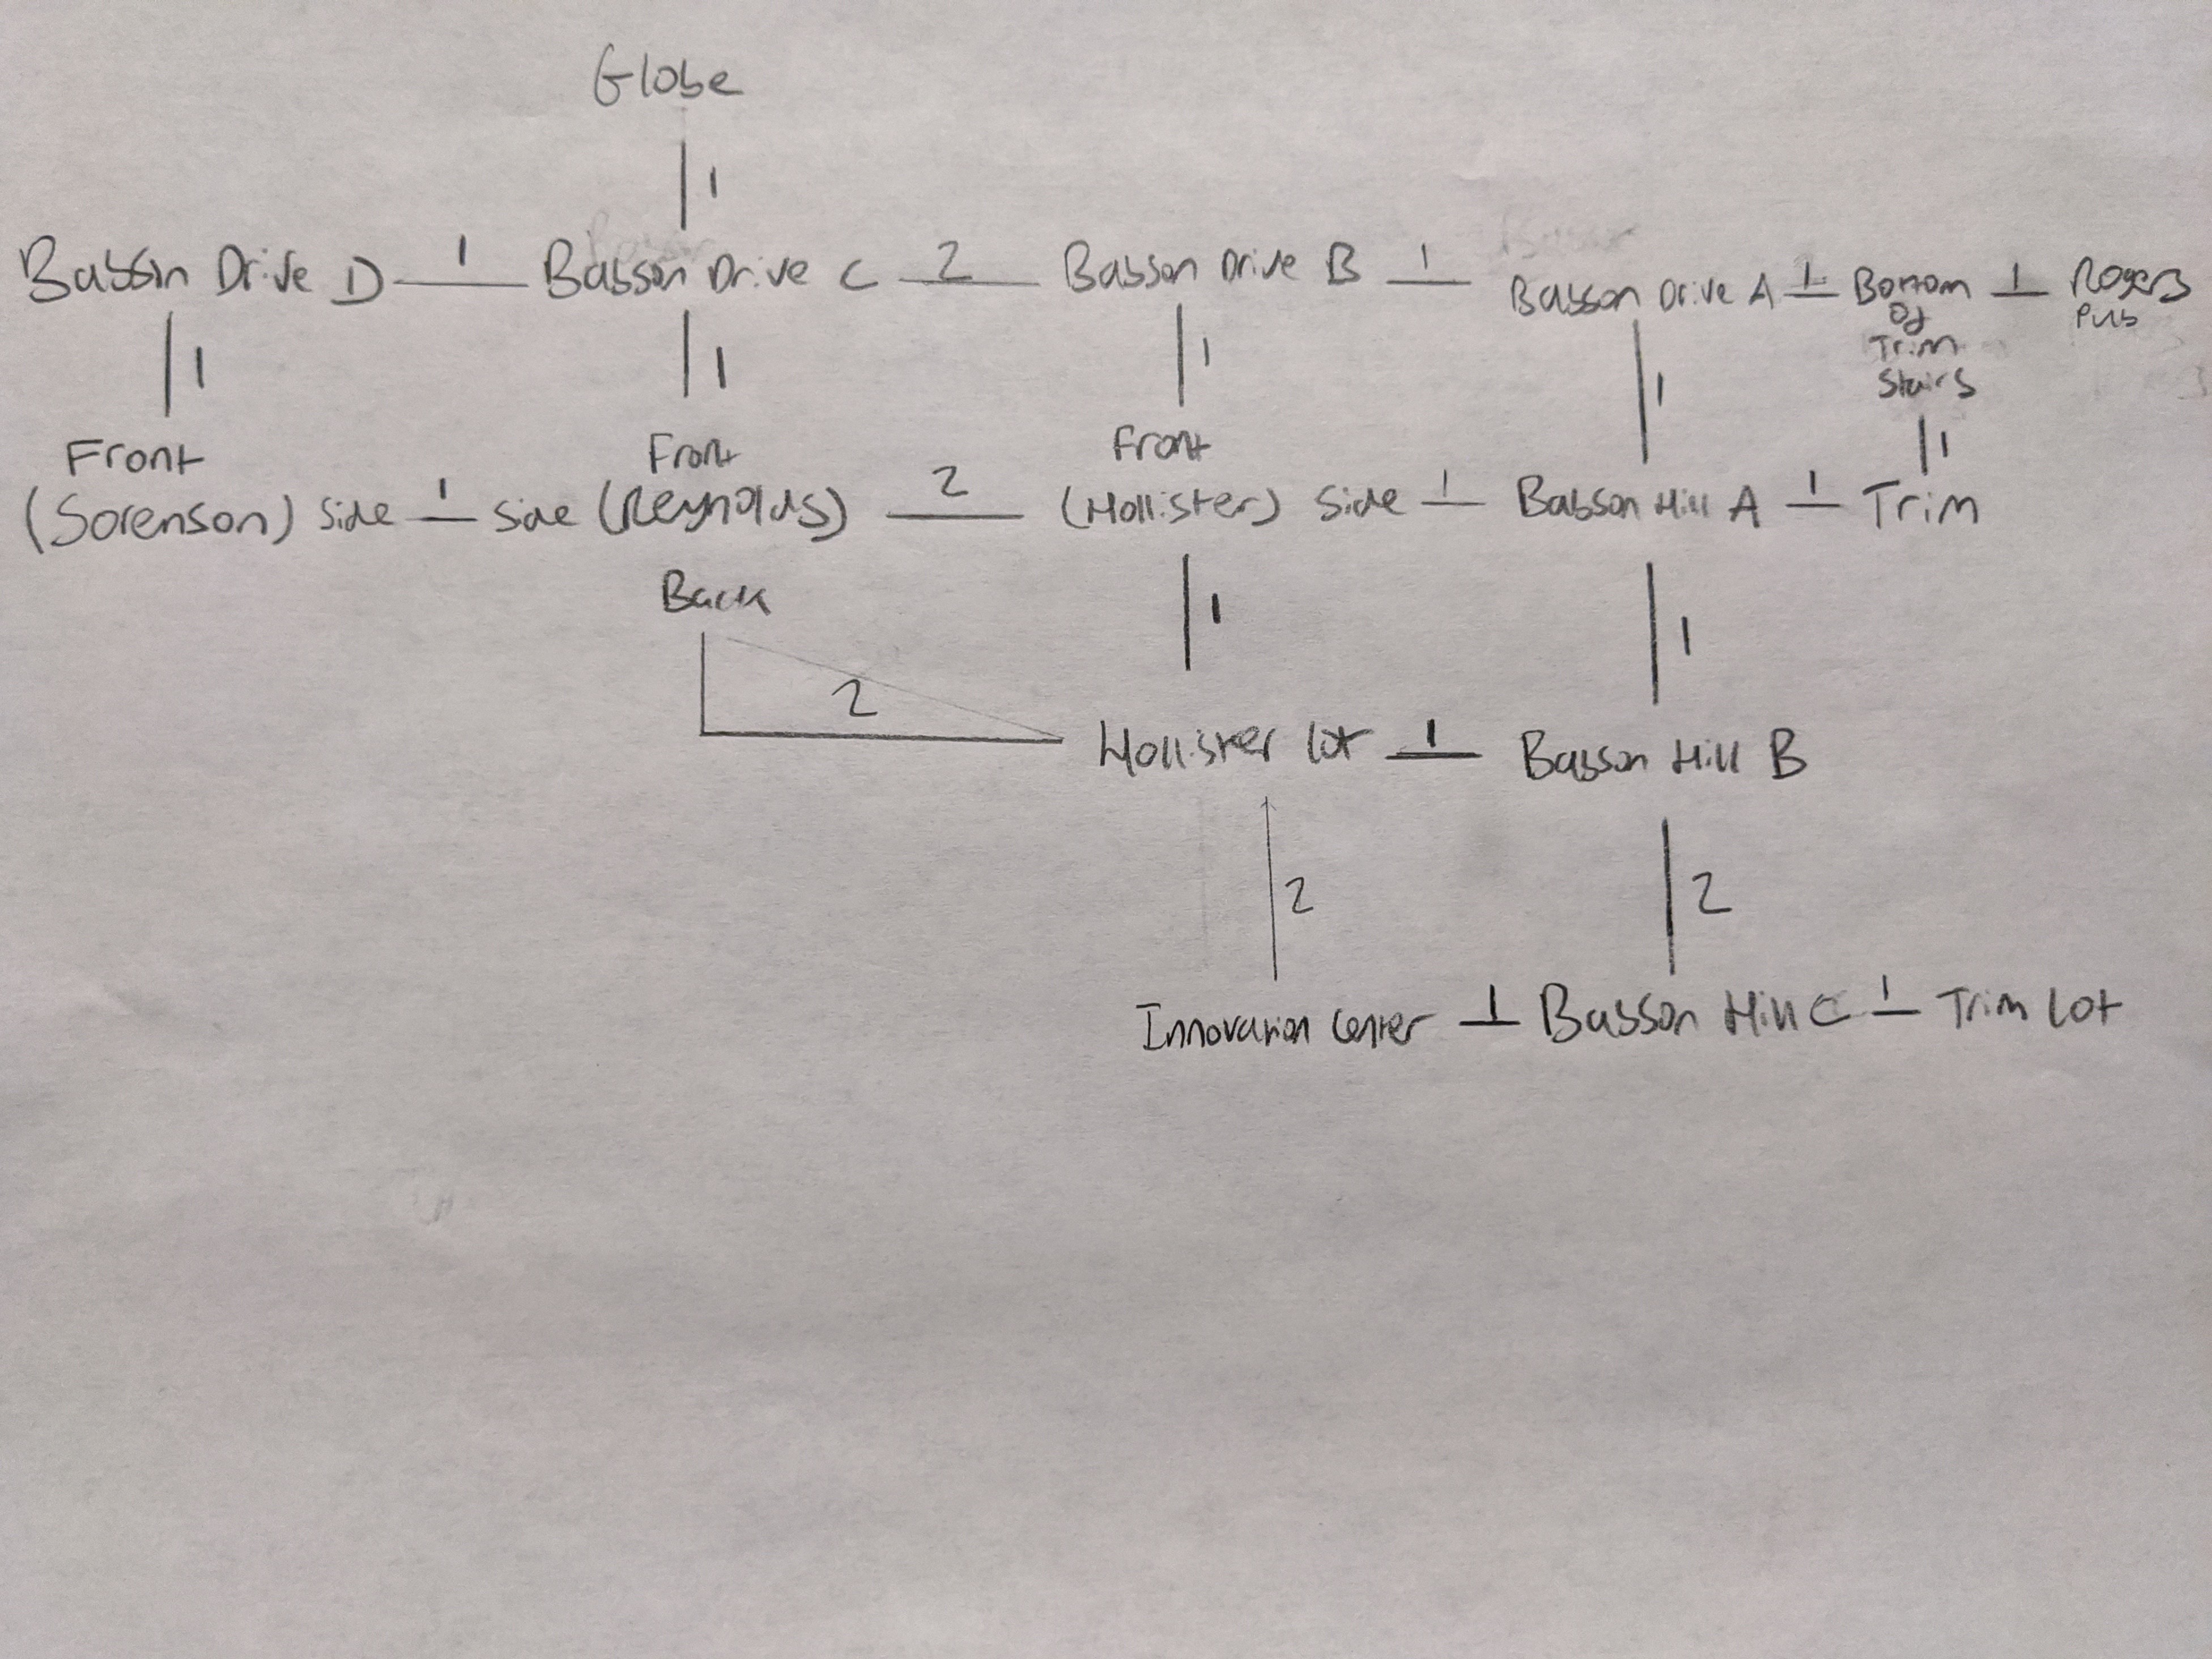 Globe
1
Babson Drive D 1 Babson Drive C 2 Babson Drive B 1 Babson Drive A 1 Bottom 1 Rogers
Of Pub
Trim
Stairs
1 1 1 1 1
Front Front Front
(Sorenson) Side 1 Side (Reynolds) 2 (Hollister) Side 1 Babson Hill A 1 Trim
Back
1 1
2
Hollister lot 1 Babson Hill B
2 2
Innovation Center 1 Babson Hill C 1 Trim Lot